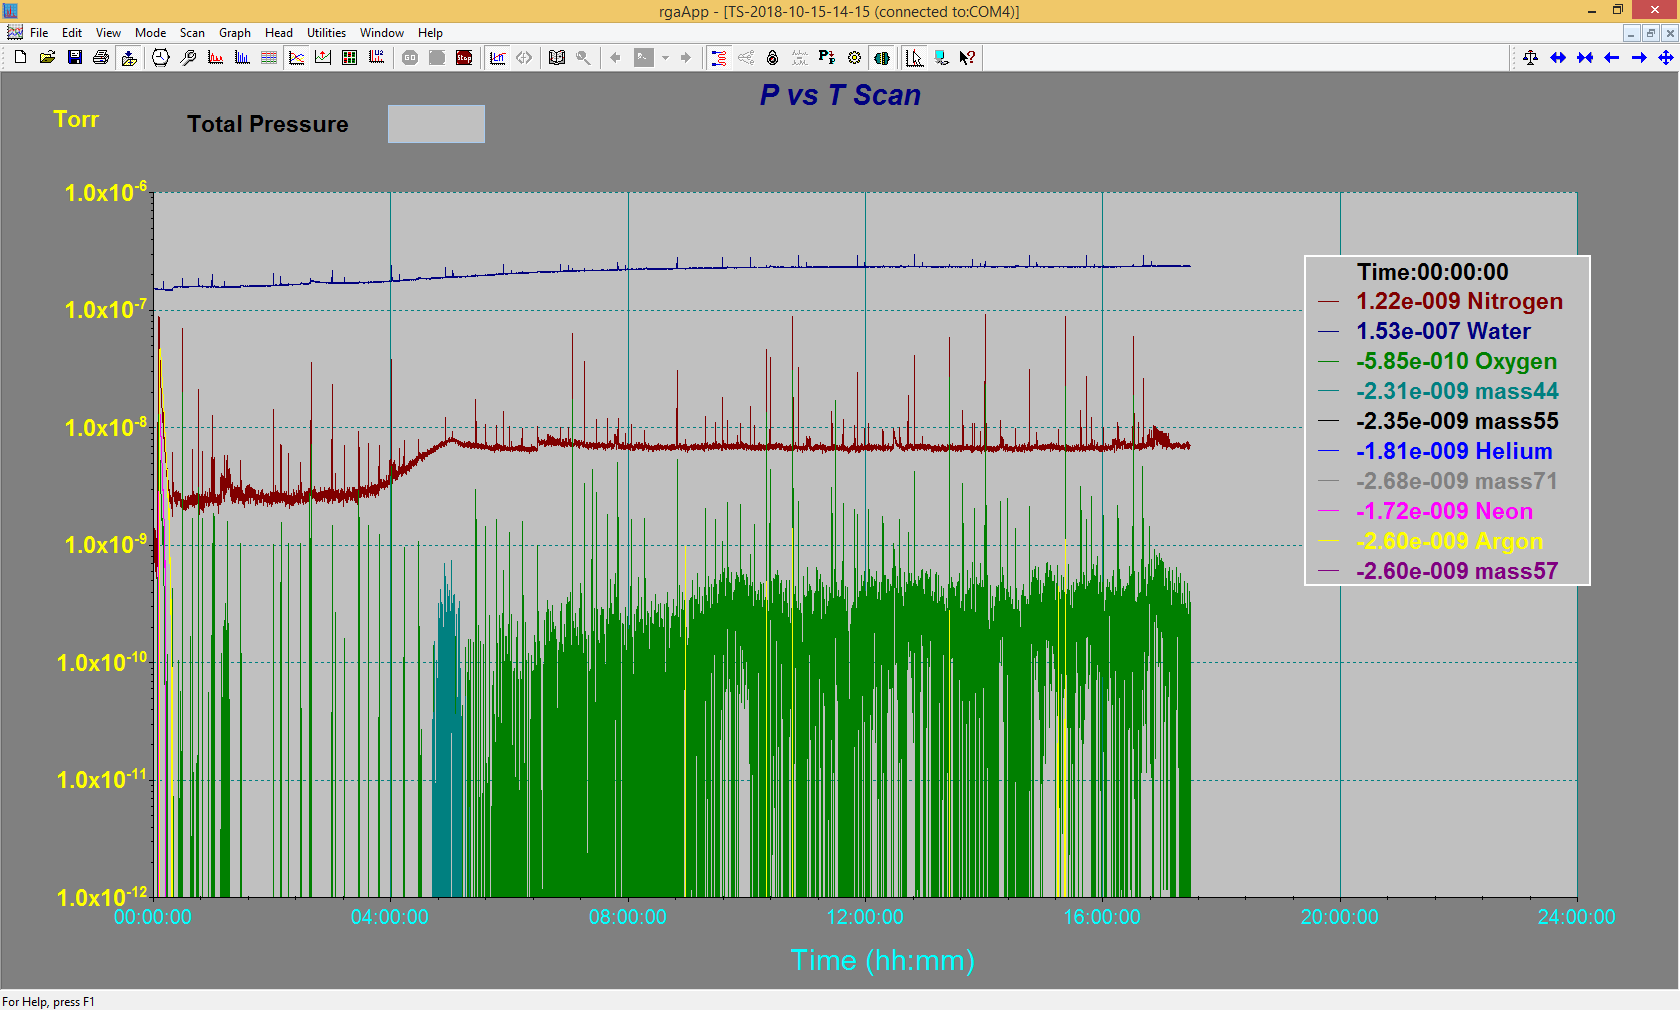 rgaApp - [TS-2018-10-15-14-15 (connected to:COM4)]
File Edit View Mode Scan Graph Head Utilities Window Help
GO Stop
P vs T Scan
Torr
Total Pressure
1.0x10-6
1.0x10-7
1.0x10-8
1.0x10-9
1.0x10-10
1.0x10-11
1.0x10-12
Time:00:00:00
1.22e-009 Nitrogen
1.53e-007 Water
-5.85e-010 Oxygen
-2.31e-009 mass44
-2.35e-009 mass55
-1.81e-009 Helium
-2.68e-009 mass71
-1.72e-009 Neon
-2.60e-009 Argon
-2.60e-009 mass57
00:00:00 04:00:00 08:00:00 12:00:00 16:00:00 20:00:00 24:00:00
Time (hh:mm)
For Help, press F1